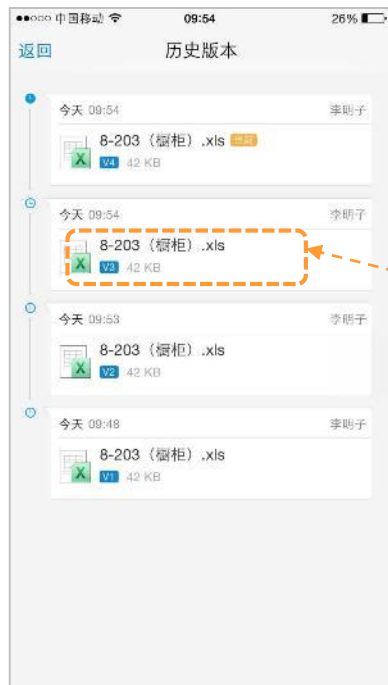 中国移动 09:54 26%
返回 历史版本
今天 09:54 李明子
8-203（橱柜）.xls 当前
V4 42 KB
今天 09:54 李明子
8-203（橱柜）.xls
V3 42 KB
今天 09:53 李明子
8-203（橱柜）.xls
V2 42 KB
今天 09:48 李明子
8-203（橱柜）.xls
V1 42 KB